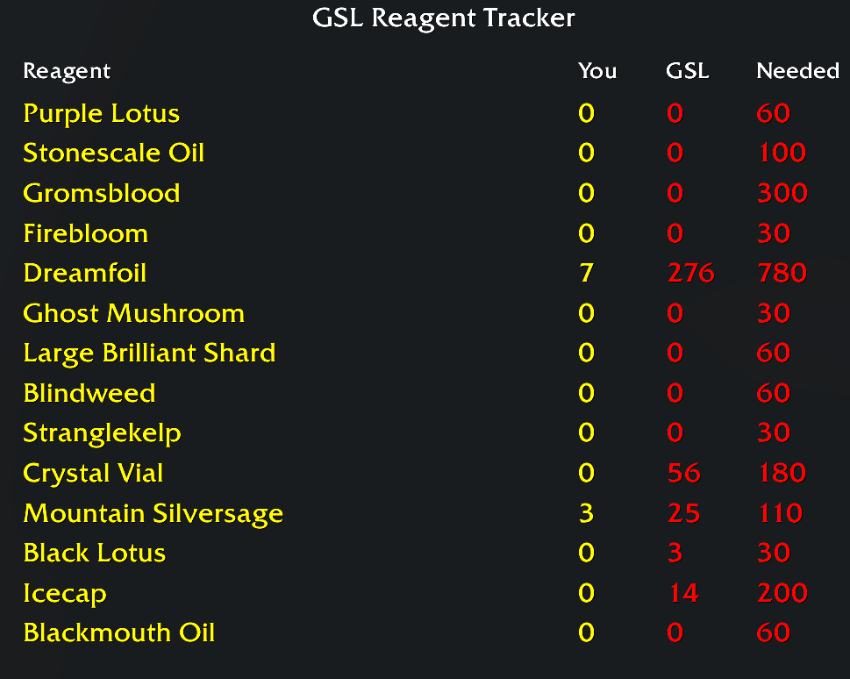 GSL Reagent Tracker
Reagent You GSL Needed
Purple Lotus 0 0 60
Stonescale Oil 0 0 100
Gromsblood 0 0 300
Firebloom 0 0 30
Dreamfoil 7 276 780
Ghost Mushroom 0 0 30
Large Brilliant Shard 0 0 60
Blindweed 0 0 60
Stranglekelp 0 0 30
Crystal Vial 0 56 180
Mountain Silversage 3 25 110
Black Lotus 0 3 30
Icecap 0 14 200
Blackmouth Oil 0 0 60